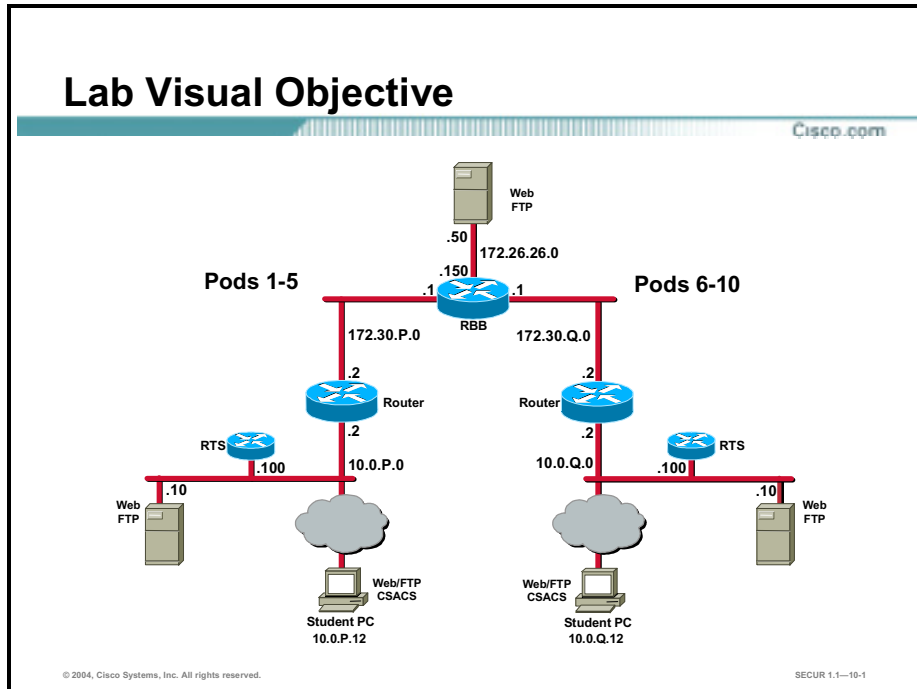 Lab Visual Objective
Cisco.com
Web
FTP
.50
172.26.26.0
Pods 1-5
.150
Pods 6-10
.1
.1
RBB
172.30.P.0
172.30.Q.0
.2
.2
Router
Router
.2
.2
RTS
RTS
.100
10.0.P.0
10.0.Q.0
.100
.10
.10
Web
FTP
Web
FTP
Web/FTP
CSACS
Web/FTP
CSACS
Student PC
10.0.P.12
Student PC
10.0.Q.12
© 2004, Cisco Systems, Inc. All rights reserved.
SECUR 1.1—10-1